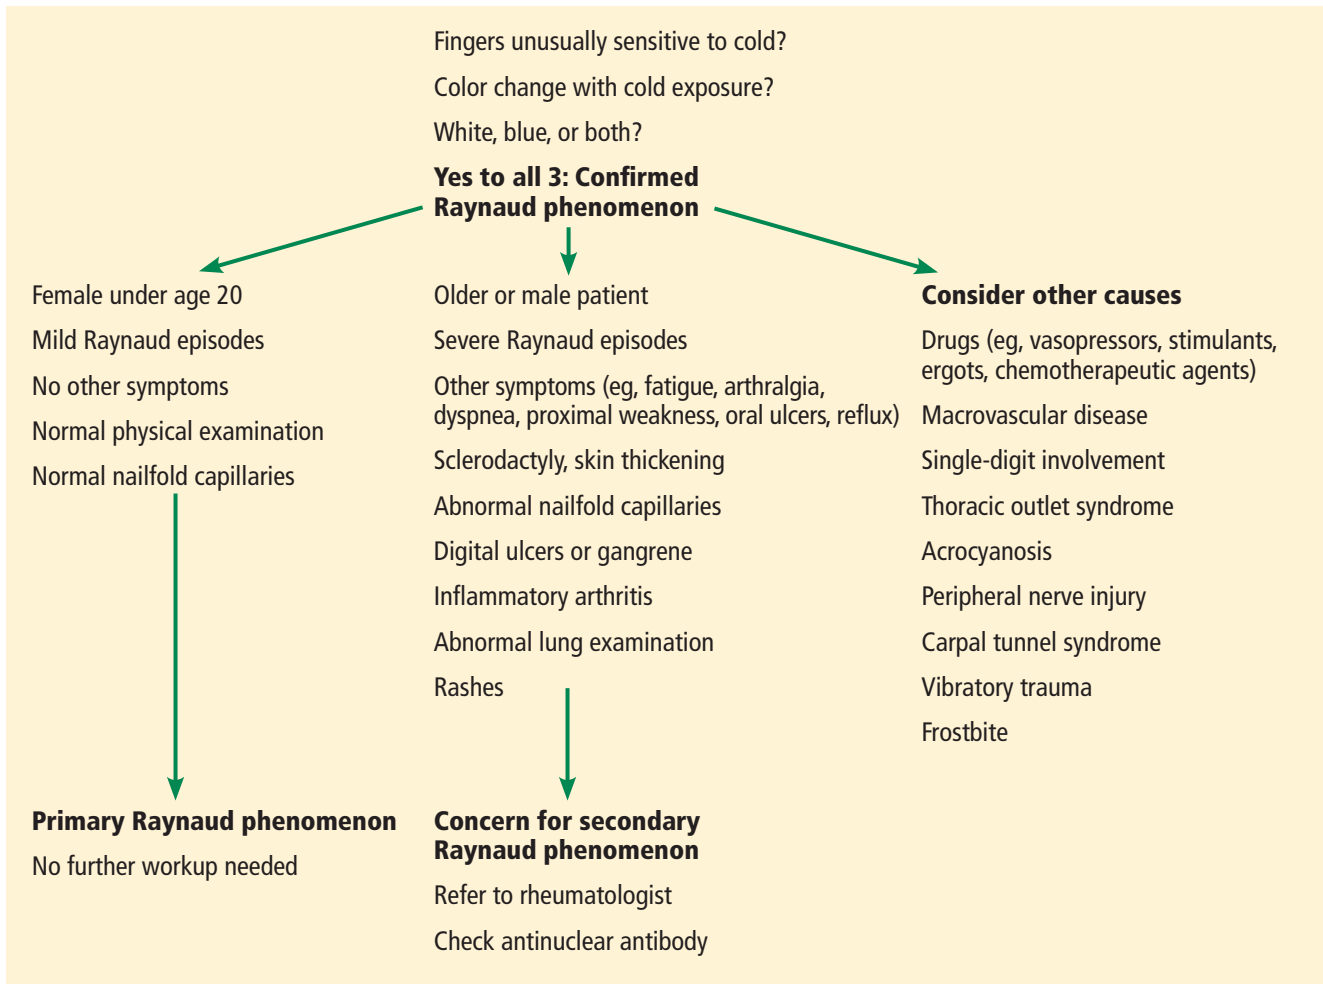 Fingers unusually sensitive to cold?
Color change with cold exposure?
White, blue, or both?
Yes to all 3: Confirmed
Raynaud phenomenon
Female under age 20
Mild Raynaud episodes
No other symptoms
Normal physical examination
Normal nailfold capillaries
Primary Raynaud phenomenon
No further workup needed
Older or male patient
Severe Raynaud episodes
Other symptoms (eg, fatigue, arthralgia,
dyspnea, proximal weakness, oral ulcers, reflux)
Sclerodactyly, skin thickening
Abnormal nailfold capillaries
Digital ulcers or gangrene
Inflammatory arthritis
Abnormal lung examination
Rashes
Concern for secondary
Raynaud phenomenon
Refer to rheumatologist
Check antinuclear antibody
Consider other causes
Drugs (eg, vasopressors, stimulants,
ergots, chemotherapeutic agents)
Macrovascular disease
Single-digit involvement
Thoracic outlet syndrome
Acrocyanosis
Peripheral nerve injury
Carpal tunnel syndrome
Vibratory trauma
Frostbite